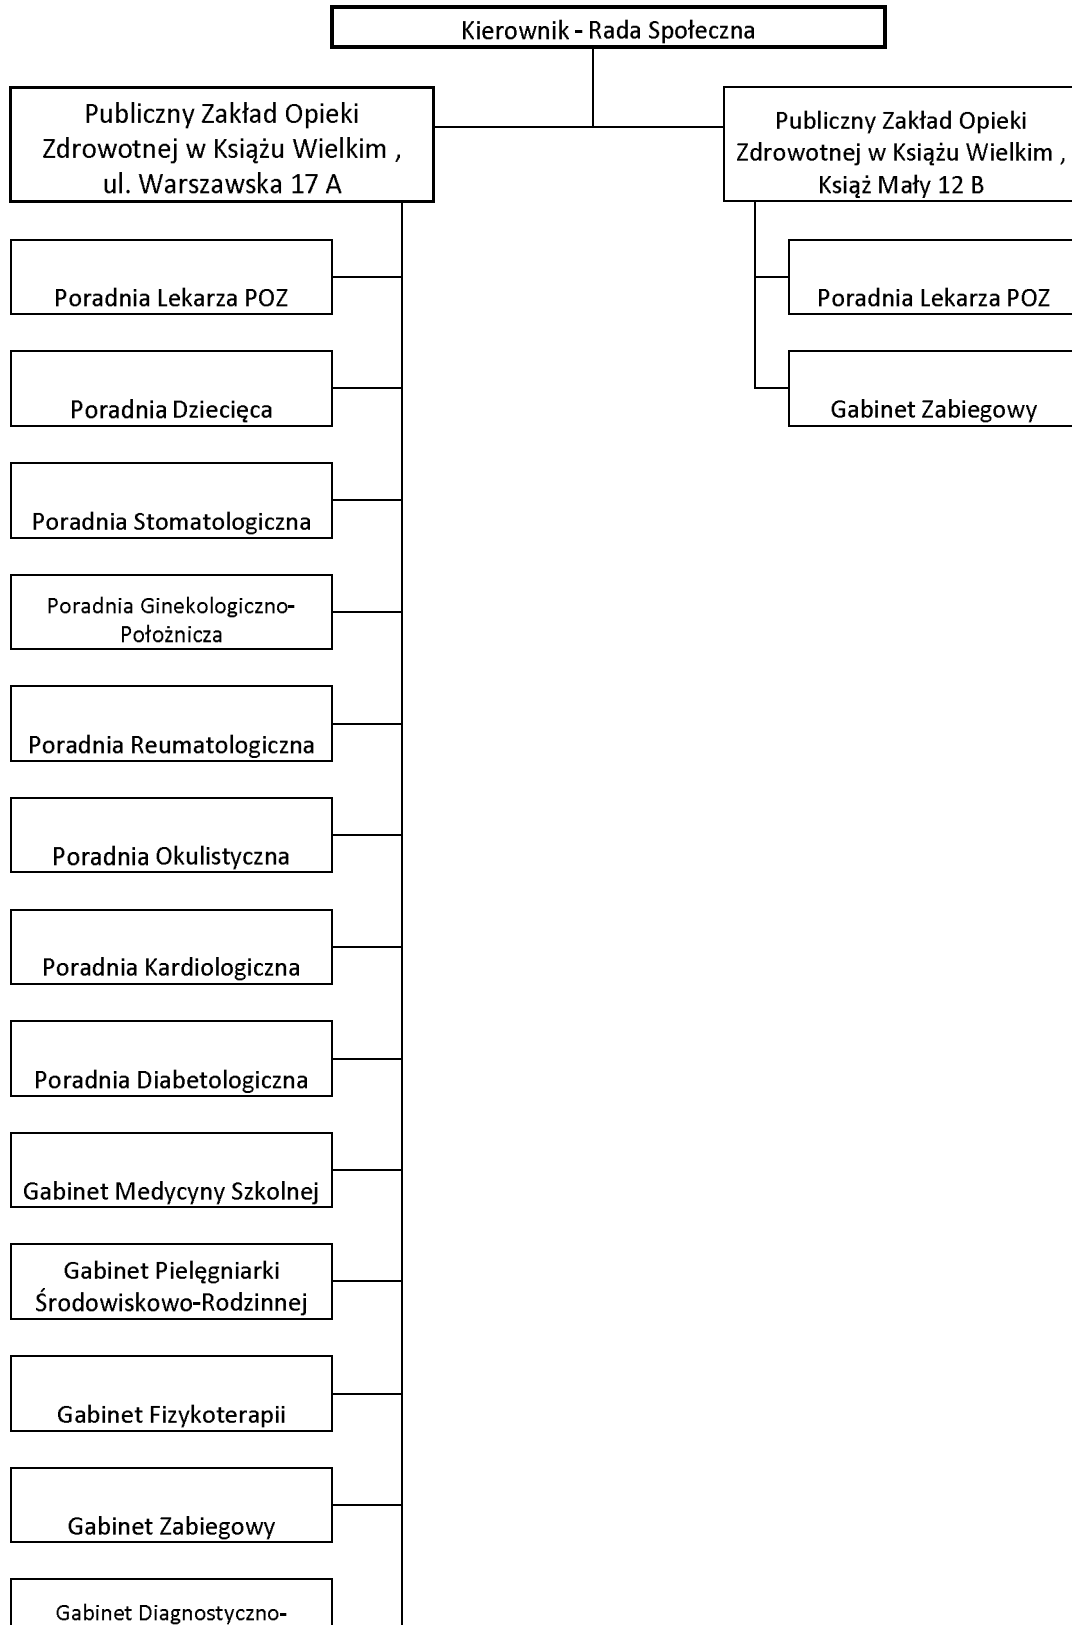 Kierownik - Rada Społeczna
Publiczny Zakład Opieki
Zdrowotnej w Książu Wielkim ,
ul. Warszawska 17 A
Publiczny Zakład Opieki
Zdrowotnej w Książu Wielkim ,
Książ Mały 12 B
Poradnia Lekarza POZ
Poradnia Dziecięca
Poradnia Stomatologiczna
Poradnia Ginekologiczno-
Położnicza
Poradnia Reumatologiczna
Poradnia Okulistyczna
Poradnia Kardiologiczna
Poradnia Diabetologiczna
Gabinet Medycyny Szkolnej
Gabinet Pielęgniarki
Środowiskowo-Rodzinnej
Gabinet Fizykoterapii
Gabinet Zabiegowy
Gabinet Diagnostyczno-
Poradnia Lekarza POZ
Gabinet Zabiegowy